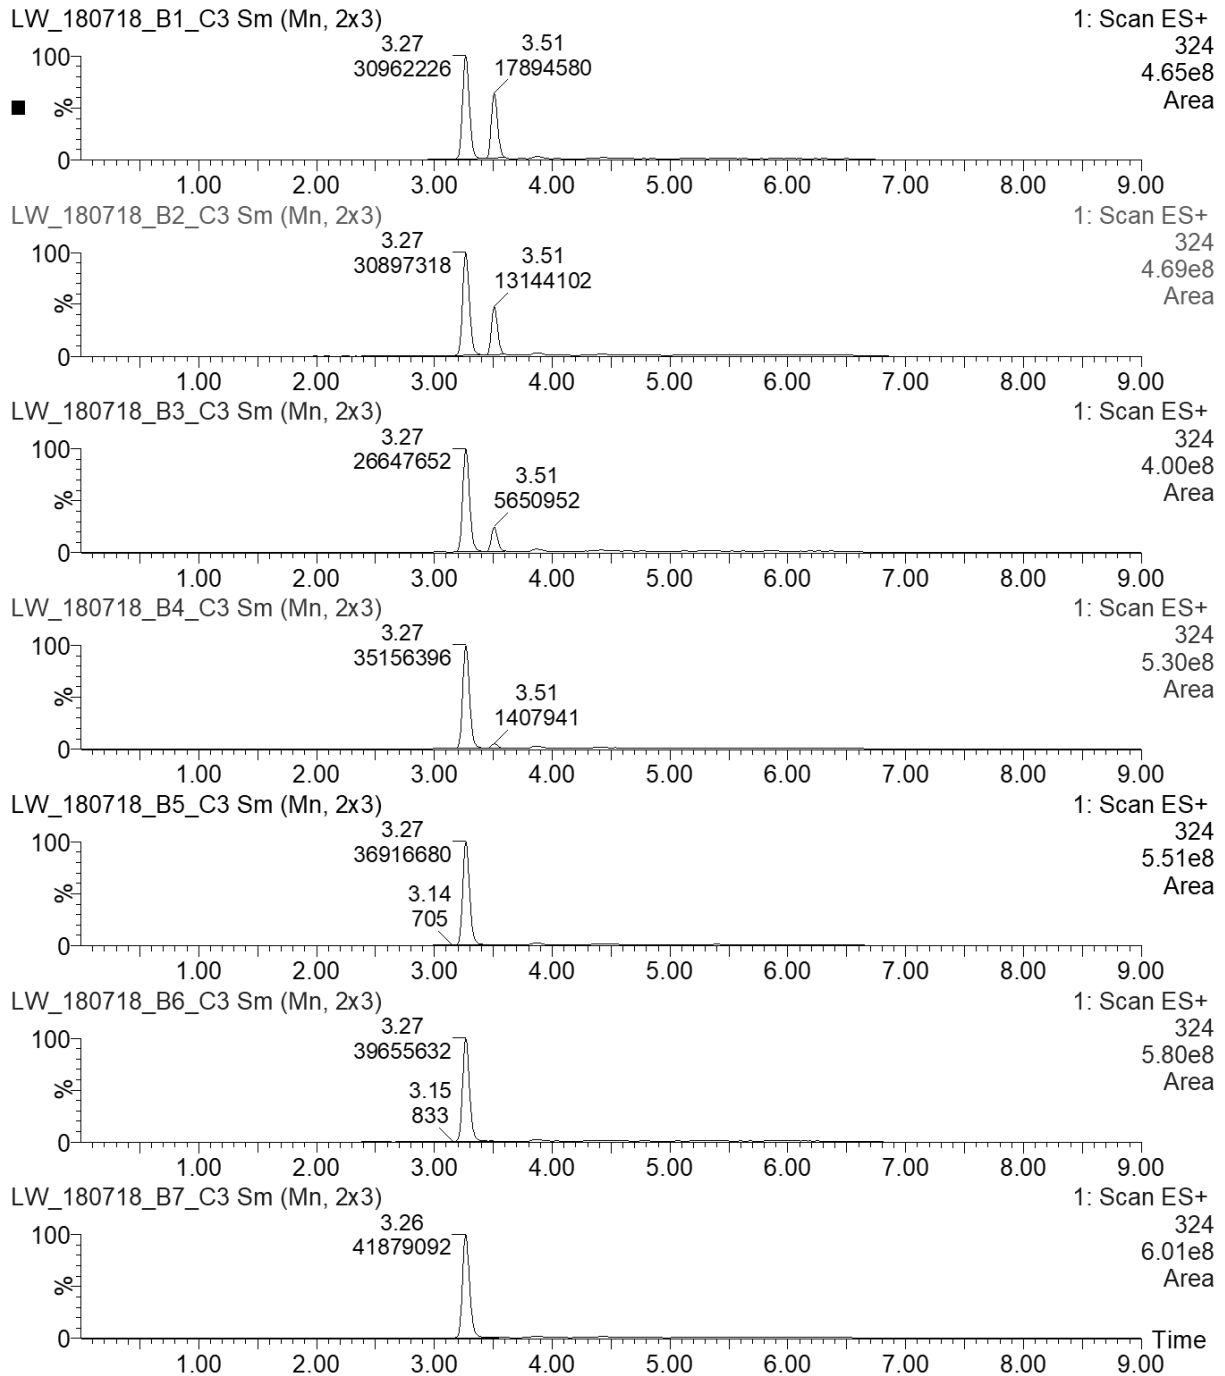 LW_180718_B1_C3 Sm (Mn, 2x3) 1: Scan ES+
324
4.65e8
Area
3.27
30962226
3.51
17894580
100
%
0
1.00 2.00 3.00 4.00 5.00 6.00 7.00 8.00 9.00
LW_180718_B2_C3 Sm (Mn, 2x3) 1: Scan ES+
324
4.69e8
Area
3.27
30897318
3.51
13144102
100
%
0
1.00 2.00 3.00 4.00 5.00 6.00 7.00 8.00 9.00
LW_180718_B3_C3 Sm (Mn, 2x3) 1: Scan ES+
324
4.00e8
Area
3.27
26647652
3.51
5650952
100
%
0
1.00 2.00 3.00 4.00 5.00 6.00 7.00 8.00 9.00
LW_180718_B4_C3 Sm (Mn, 2x3) 1: Scan ES+
324
5.30e8
Area
3.27
35156396
3.51
1407941
100
%
0
1.00 2.00 3.00 4.00 5.00 6.00 7.00 8.00 9.00
LW_180718_B5_C3 Sm (Mn, 2x3) 1: Scan ES+
324
5.51e8
Area
3.27
36916680
3.14
705
100
%
0
1.00 2.00 3.00 4.00 5.00 6.00 7.00 8.00 9.00
LW_180718_B6_C3 Sm (Mn, 2x3) 1: Scan ES+
324
5.80e8
Area
3.27
39655632
3.15
833
100
%
0
1.00 2.00 3.00 4.00 5.00 6.00 7.00 8.00 9.00
LW_180718_B7_C3 Sm (Mn, 2x3) 1: Scan ES+
324
6.01e8
Area
3.26
41879092
100
%
0
Time
1.00 2.00 3.00 4.00 5.00 6.00 7.00 8.00 9.00